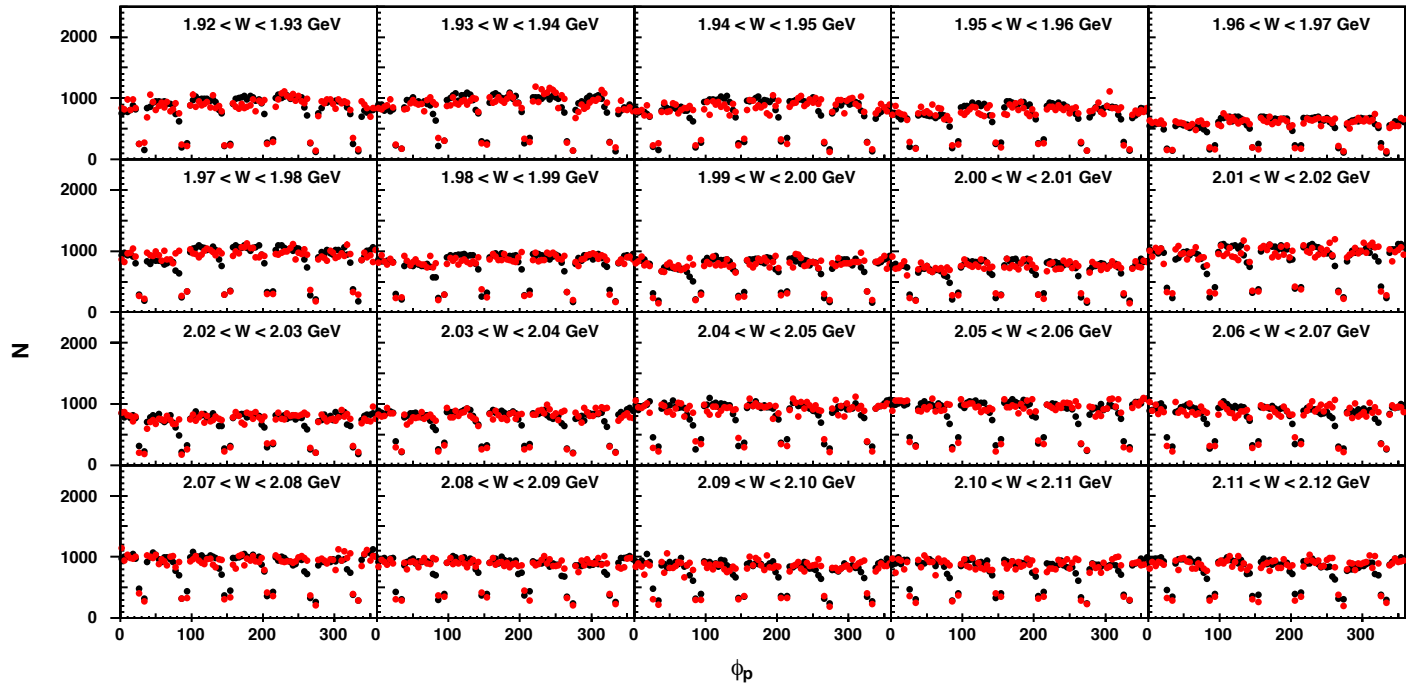 2500
1.92 < W < 1.93 GeV
1.93 < W < 1.94 GeV
1.94 < W < 1.95 GeV
1.95 < W < 1.96 GeV
1.96 < W < 1.97 GeV
2000
1000
0
1.97 < W < 1.98 GeV
1.98 < W < 1.99 GeV
1.99 < W < 2.00 GeV
2.00 < W < 2.01 GeV
2.01 < W < 2.02 GeV
2000
1000
0
N
2.02 < W < 2.03 GeV
2.03 < W < 2.04 GeV
2.04 < W < 2.05 GeV
2.05 < W < 2.06 GeV
2.06 < W < 2.07 GeV
2000
1000
0
2.07 < W < 2.08 GeV
2.08 < W < 2.09 GeV
2.09 < W < 2.10 GeV
2.10 < W < 2.11 GeV
2.11 < W < 2.12 GeV
2000
1000
0
0 100 200 300 0 100 200 300 0 100 200 300 0 100 200 300 0 100 200 300
ϕp